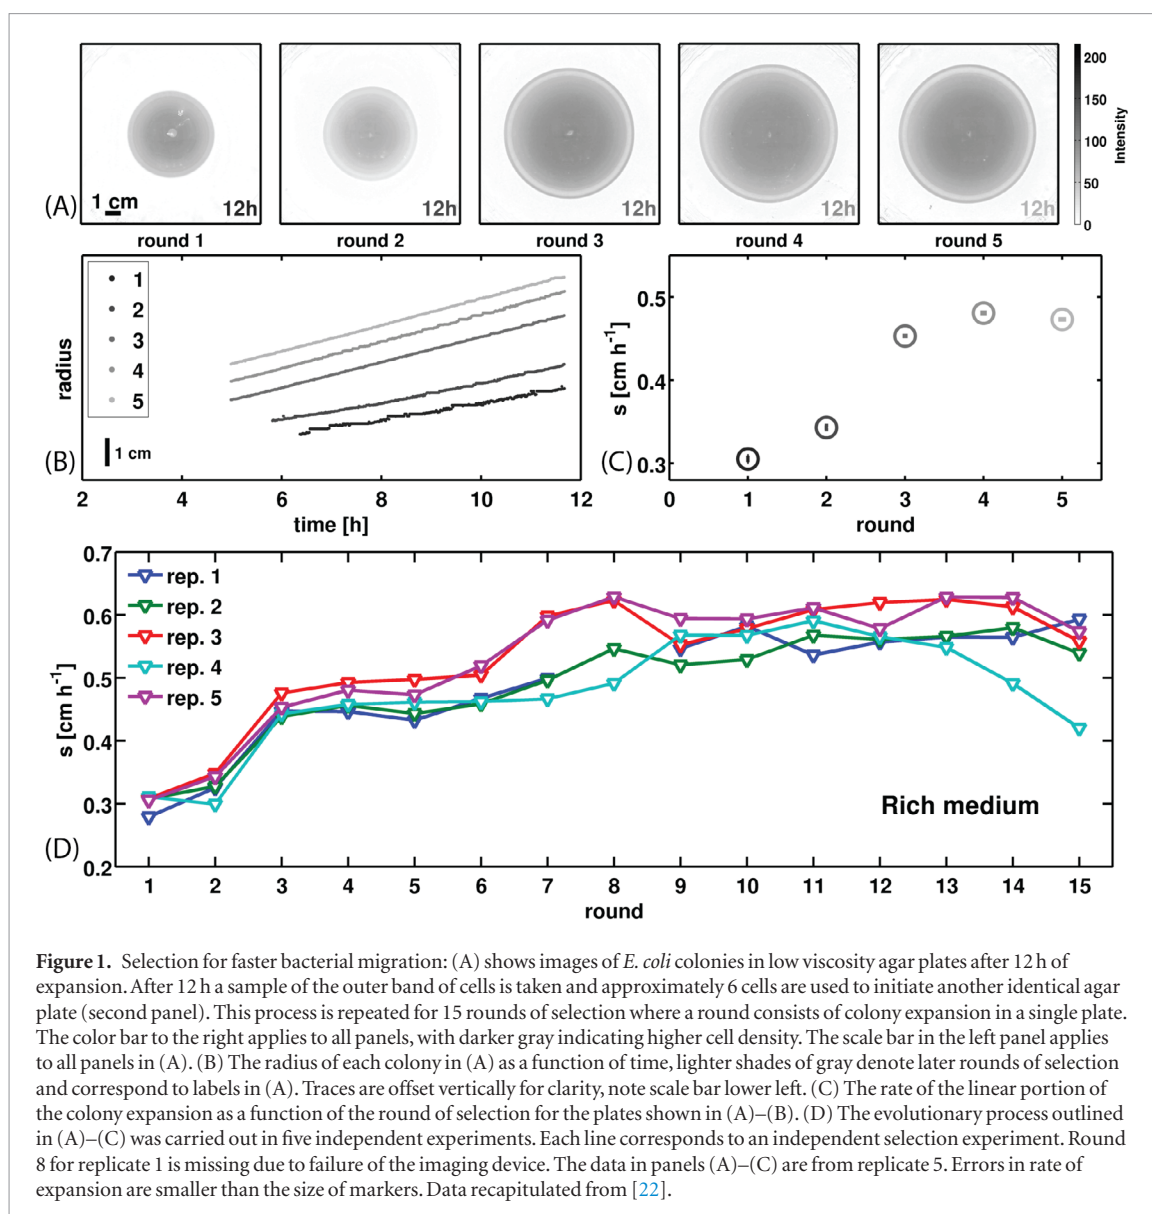 1 cm
12h
12h
12h
12h
12h
(A)
200
150
100
50
0
Intensity
round 1
round 2
round 3
round 4
round 5
1
2
3
4
5
radius
1 cm
(B)
2
4
6
8
10
12
time [h]
0.5
0.4
0.3
s [cm h⁻¹]
(C)
0
1
2
3
4
5
round
0.7
0.6
0.5
0.4
0.3
0.2
s [cm h⁻¹]
rep. 1
rep. 2
rep. 3
rep. 4
rep. 5
Rich medium
(D)
1
2
3
4
5
6
7
8
9
10
11
12
13
14
15
round
Figure 1. Selection for faster bacterial migration: (A) shows images of E. coli colonies in low viscosity agar plates after 12 h of
expansion. After 12 h a sample of the outer band of cells is taken and approximately 6 cells are used to initiate another identical agar
plate (second panel). This process is repeated for 15 rounds of selection where a round consists of colony expansion in a single plate.
The color bar to the right applies to all panels, with darker gray indicating higher cell density. The scale bar in the left panel applies
to all panels in (A). (B) The radius of each colony in (A) as a function of time, lighter shades of gray denote later rounds of selection
and correspond to labels in (A). Traces are offset vertically for clarity, note scale bar lower left. (C) The rate of the linear portion of
the colony expansion as a function of the round of selection for the plates shown in (A)–(B). (D) The evolutionary process outlined
in (A)–(C) was carried out in five independent experiments. Each line corresponds to an independent selection experiment. Round
8 for replicate 1 is missing due to failure of the imaging device. The data in panels (A)–(C) are from replicate 5. Errors in rate of
expansion are smaller than the size of markers. Data recapitulated from [22].